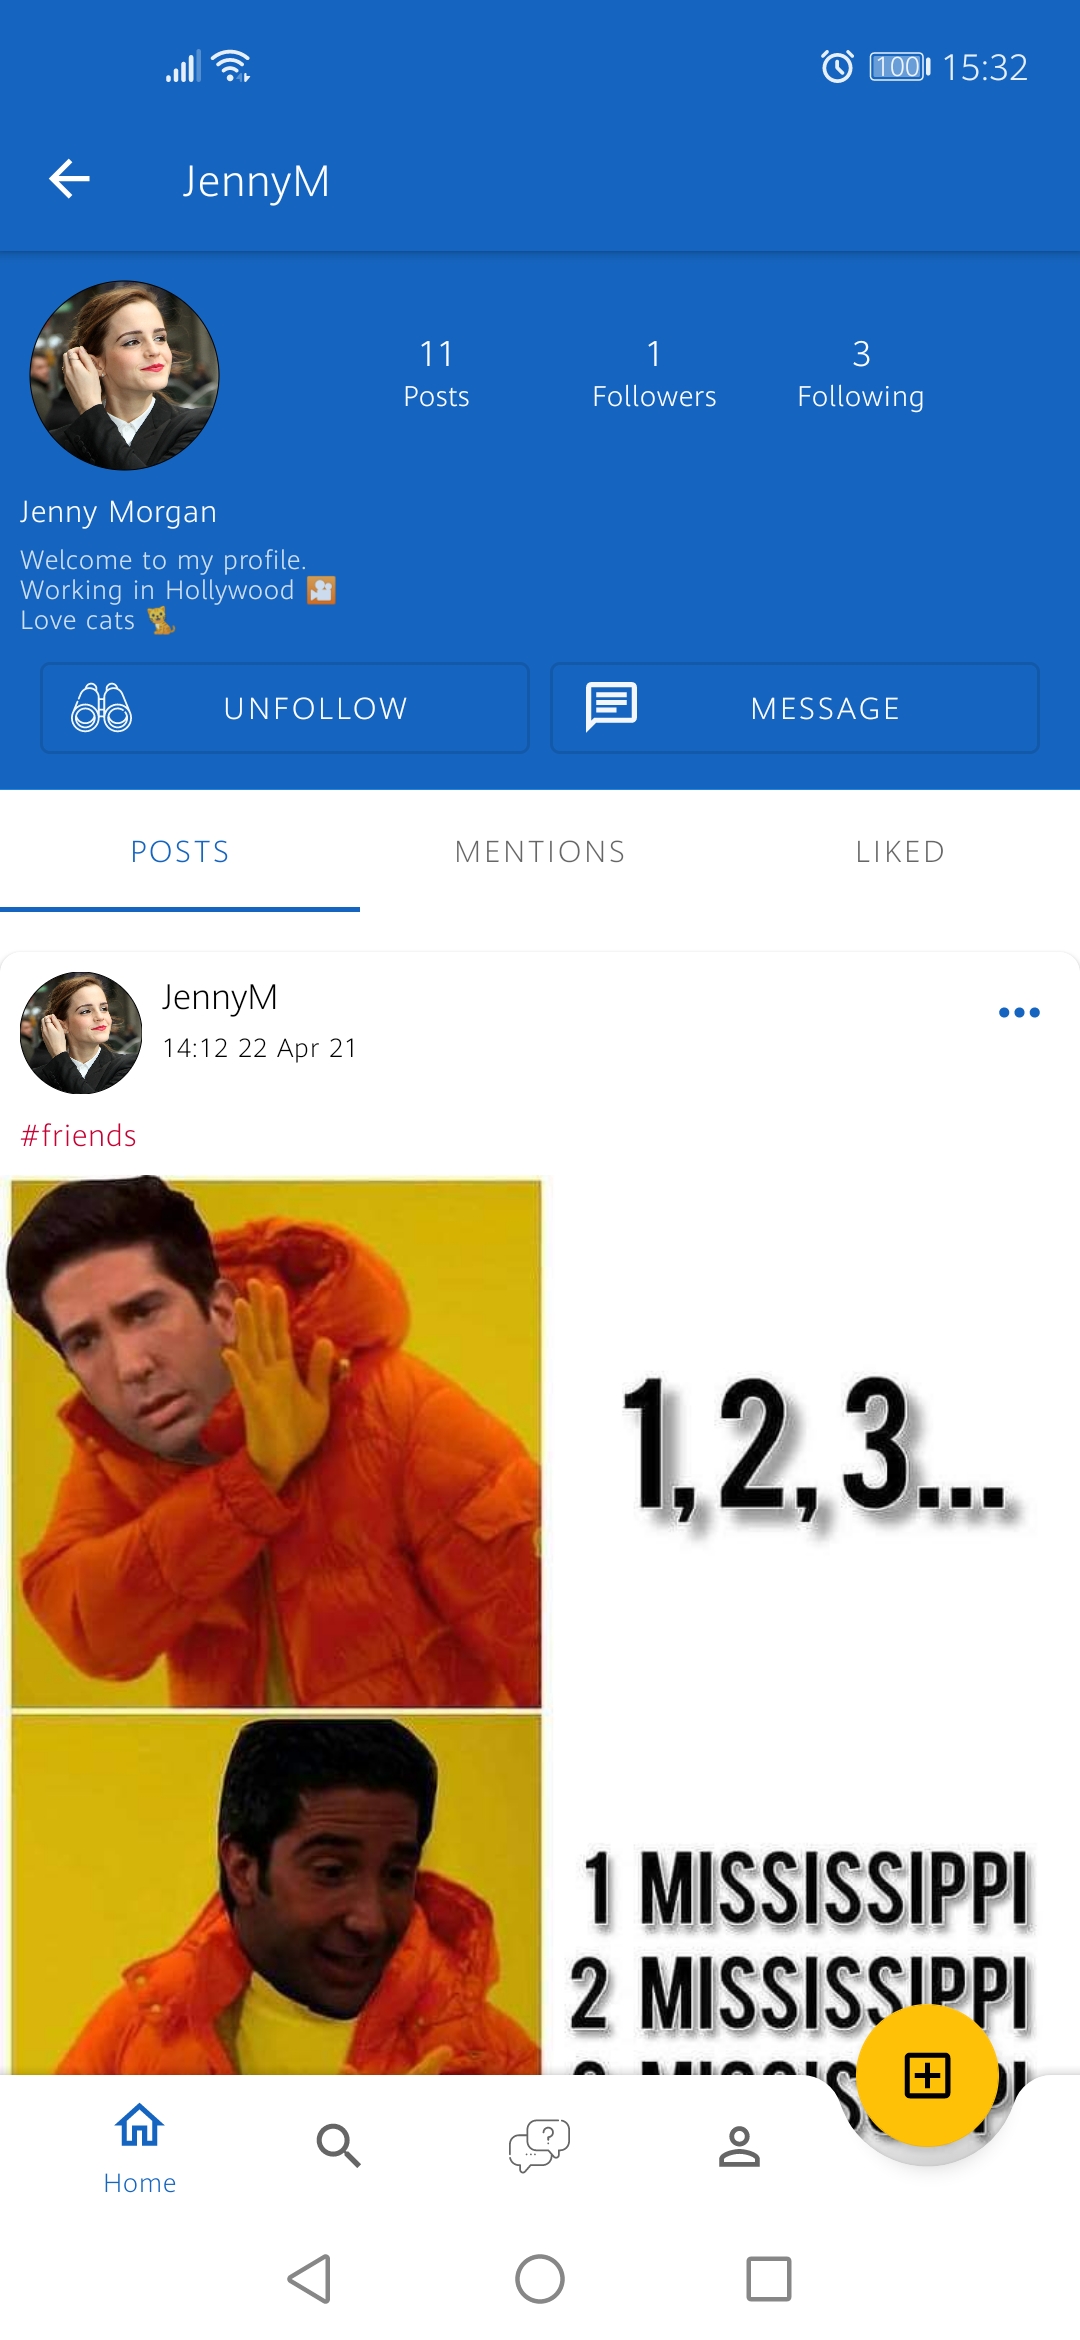 100 15:32
JennyM
11 1 3
Posts Followers Following
Jenny Morgan
Welcome to my profile.
Working in Hollywood 🎦
Love cats 🐈
UNFOLLOW MESSAGE
POSTS MENTIONS LIKED
JennyM
14:12 22 Apr 21
#friends
1, 2, 3...
1 MISSISSIPPI
2 MISSISSIPPI
Home